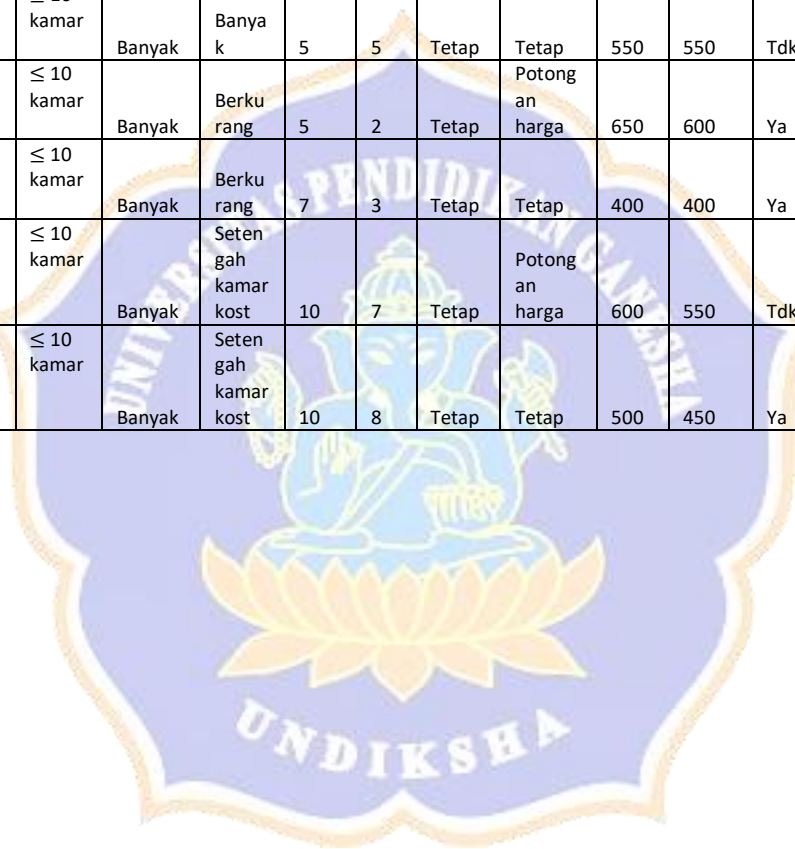 kamar Banyak Banya k 5 5 Tetap Tetap 550 550 Tdk
≤ 10 kamar Banyak Berku rang 5 2 Tetap Potong an harga 650 600 Ya
≤ 10 kamar Banyak Berku rang 7 3 Tetap Tetap 400 400 Ya
≤ 10 kamar Banyak Seten gah kamar kost 10 7 Tetap Potong an harga 600 550 Tdk
≤ 10 kamar Banyak Seten gah kamar kost 10 8 Tetap Tetap 500 450 Ya
UNIVERSITAS PENDIDIKAN GANESHA
UNDIKSHA